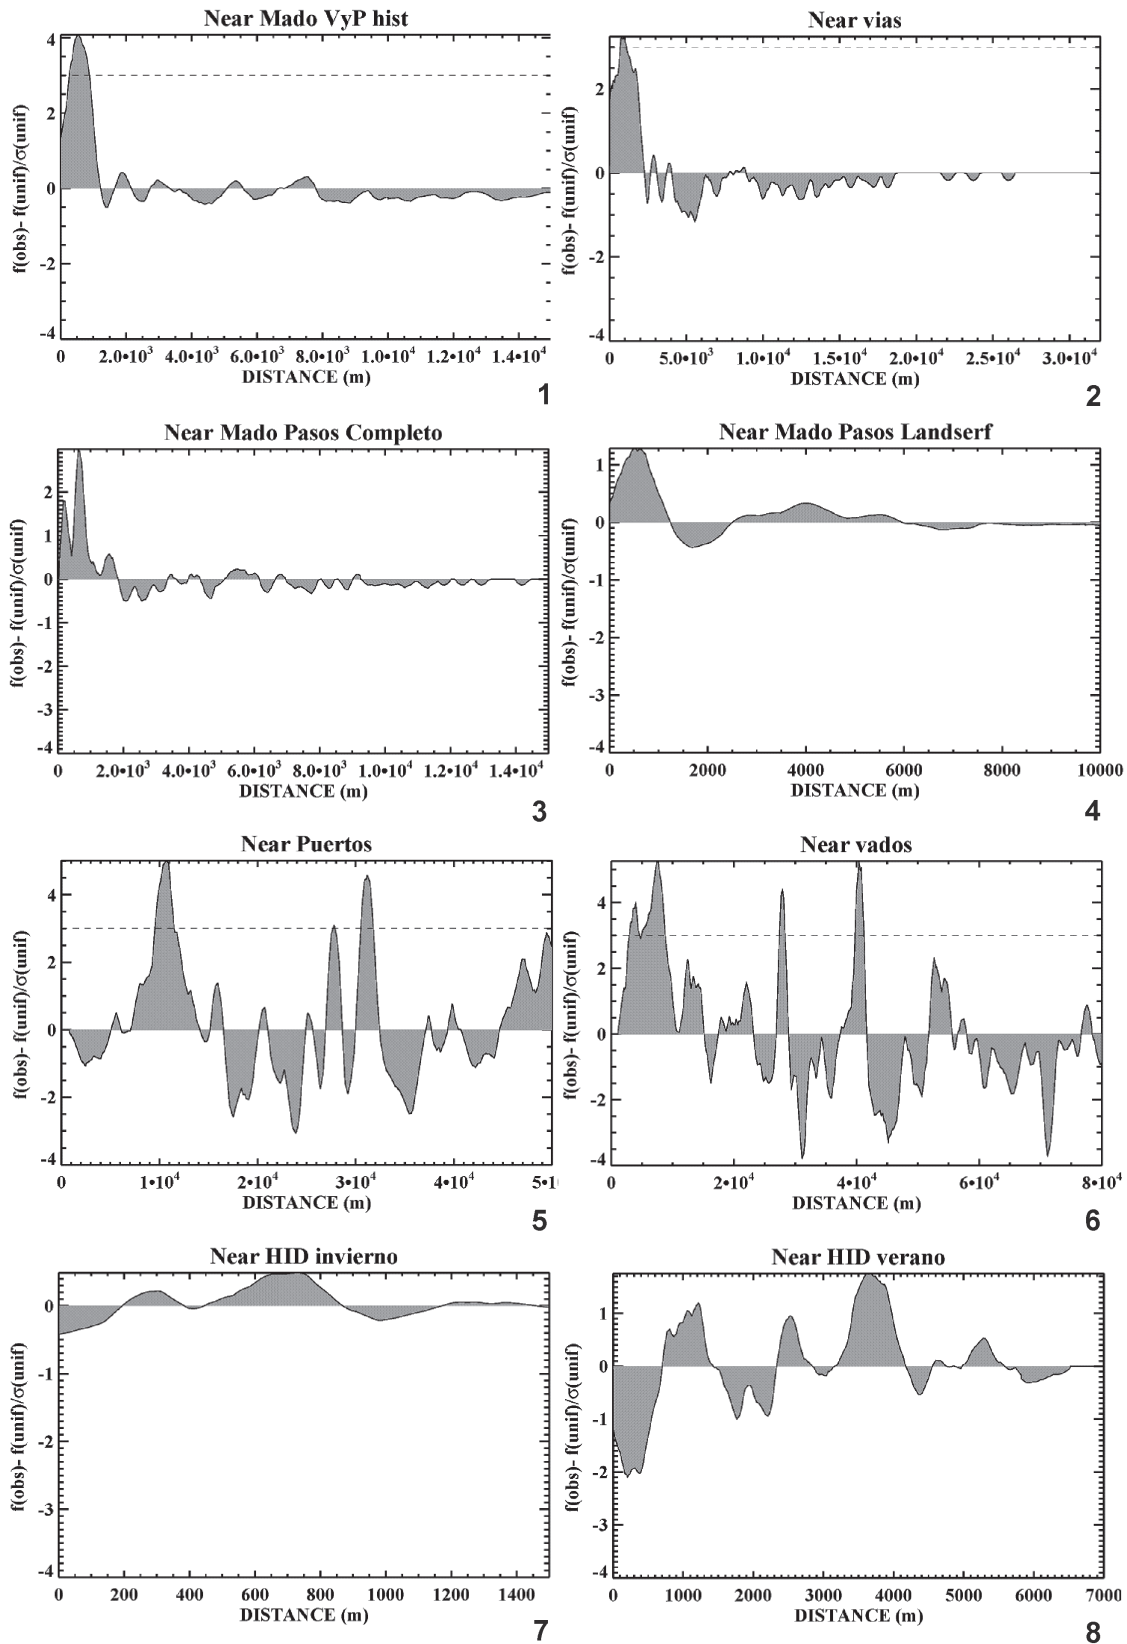 Near Mado VyP hist
f(obs)- f(unif)/σ(unif)
4
2
0
-2
-4
0 2.0•10³ 4.0•10³ 6.0•10³ 8.0•10³ 1.0•10⁴ 1.2•10⁴ 1.4•10⁴
DISTANCE (m)
1
Near vias
f(obs)- f(unif)/σ(unif)
2
0
-2
-4
0 5.0•10³ 1.0•10⁴ 1.5•10⁴ 2.0•10⁴ 2.5•10⁴ 3.0•10⁴
DISTANCE (m)
2
Near Mado Pasos Completo
f(obs)- f(unif)/σ(unif)
2
1
0
-1
-2
-3
-4
0 2.0•10³ 4.0•10³ 6.0•10³ 8.0•10³ 1.0•10⁴ 1.2•10⁴ 1.4•10⁴
DISTANCE (m)
3
Near Mado Pasos Landserf
f(obs)- f(unif)/σ(unif)
1
0
-1
-2
-3
-4
0 2000 4000 6000 8000 10000
DISTANCE (m)
4
Near Puertos
f(obs)- f(unif)/σ(unif)
4
2
0
-2
-4
0 1•10⁴ 2•10⁴ 3•10⁴ 4•10⁴ 5•1
DISTANCE (m)
5
Near vados
f(obs)- f(unif)/σ(unif)
4
2
0
-2
-4
0 2•10⁴ 4•10⁴ 6•10⁴ 8•10⁴
DISTANCE (m)
6
Near HID invierno
f(obs)- f(unif)/σ(unif)
0
-1
-2
-3
-4
0 200 400 600 800 1000 1200 1400
DISTANCE (m)
7
Near HID verano
f(obs)- f(unif)/σ(unif)
1
0
-1
-2
-3
-4
0 1000 2000 3000 4000 5000 6000 7000
DISTANCE (m)
8